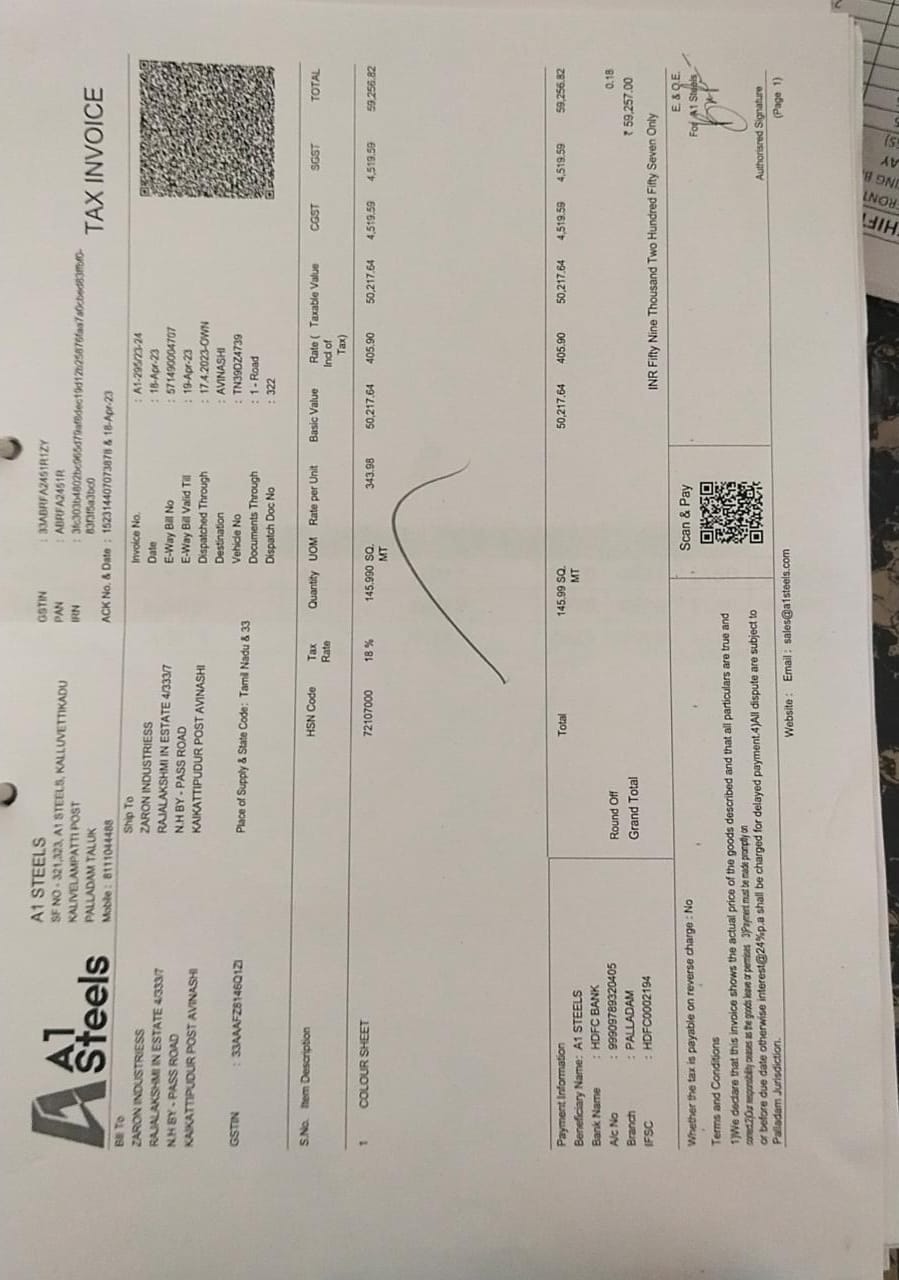 A1
Steels
A1 STEELS
SF NO - 321,323, A1 STEELS, KALLUVETTIKADU
KALIVELAMPATTI POST
PALLADAM TALUK
Mobile : 8111044488
GSTIN : 33ABRFA2461R1ZY
PAN : ABRFA2461R
IRN
ACK No. & Date : 152314407073878 & 18-Apr-23
TAX INVOICE
Bill To
ZARON INDUSTRIESS
RAJALAKSHMI IN ESTATE 4/333/7
N.H BY - PASS ROAD
KAIKATTIPUDUR POST AVINASHI
GSTIN : 33AAAFZ8146Q1ZI
Ship To
ZARON INDUSTRIESS
RAJALAKSHMI IN ESTATE 4/333/7
N.H BY - PASS ROAD
KAIKATTIPUDUR POST AVINASHI
Place of Supply & State Code: Tamil Nadu & 33
Invoice No. : A1-295/23-24
Date : 18-Apr-23
E-Way Bill No : 571490004707
E-Way Bill Valid Till : 19-Apr-23
Dispatched Through : 17.4.2023-OWN
Destination : AVINASHI
Vehicle No : TN39DZ4739
Documents Through : 1 - Road
Dispatch Doc No : 322
S.No. Item Description HSN Code Tax Rate Quantity UOM Rate per Unit Basic Value Rate ( Incl of Tax) Taxable Value CGST SGST TOTAL
1 COLOUR SHEET 72107000 18 % 145.990 SQ. MT 343.98 50,217.64 405.90 50,217.64 4,519.59 4,519.59 59,256.82
Total 145.99 SQ. MT 50,217.64 405.90 50,217.64 4,519.59 4,519.59 59,256.82
Round Off 0.18
Grand Total ₹ 59,257.00
INR Fifty Nine Thousand Two Hundred Fifty Seven Only
Payment Information
Beneficiary Name: A1 STEELS
Bank Name : HDFC BANK
A/c No : 99909789320405
Branch : PALLADAM
IFSC : HDFC0002194
Whether the tax is payable on reverse charge : No
Terms and Conditions
1)We declare that this invoice shows the actual price of the goods described and that all particulars are true and
correct.2)Our responsibility ceases as the goods leave or permises 3)Payment must be made promptly on
or before due date otherwise interest@24%p.a shall be charged for delayed payment.4)All dispute are subject to
Palladam Jurisdiction.
Scan & Pay
E. & O.E.
For A1 Steels
Authorised Signature
Website : Email : sales@a1steels.com
(Page 1)